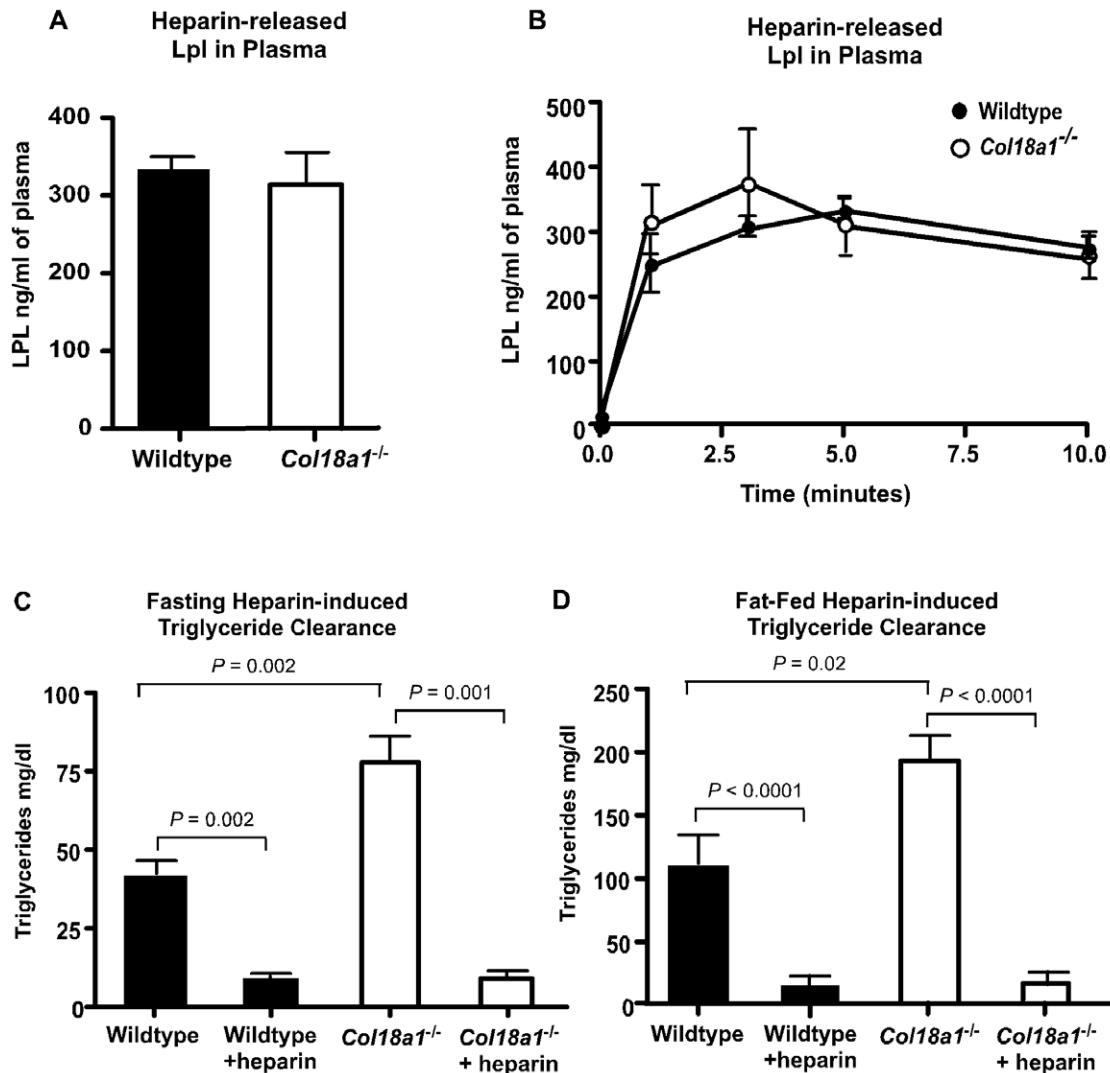 A
Heparin-released
Lpl in Plasma
LPL ng/ml of plasma
400
300
200
100
0
Wildtype
Col18a1-/-
B
Heparin-released
Lpl in Plasma
LPL ng/ml of plasma
500
400
300
200
100
0
Wildtype
Col18a1-/-
0.0 2.5 5.0 7.5 10.0
Time (minutes)
C
Fasting Heparin-induced
Triglyceride Clearance
P = 0.002
P = 0.001
P = 0.002
Triglycerides mg/dl
100
75
50
25
0
Wildtype
Wildtype
+heparin
Col18a1-/-
Col18a1-/-
+ heparin
D
Fat-Fed Heparin-induced
Triglyceride Clearance
P = 0.02
P < 0.0001
P < 0.0001
Triglycerides mg/dl
250
200
150
100
50
0
Wildtype
Wildtype
+heparin
Col18a1-/-
Col18a1-/-
+ heparin